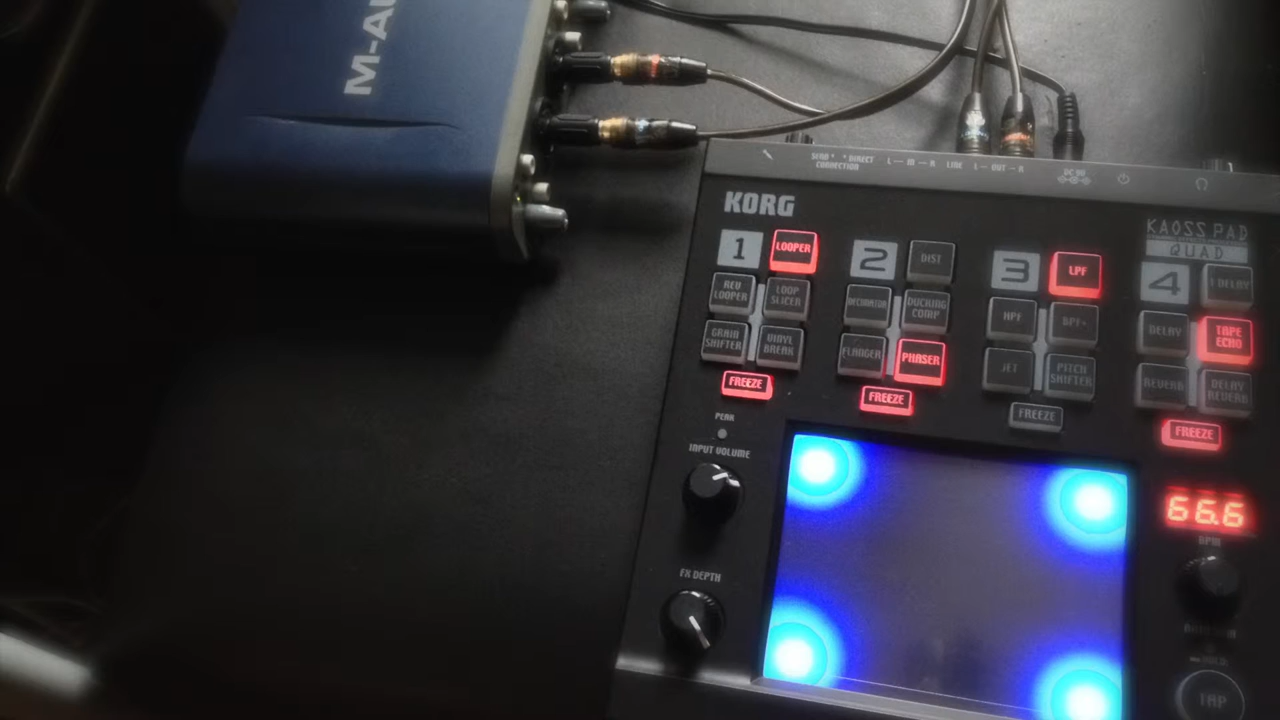 M-AU
SEND DIRECT
CONNECTION
L — IN — R
LINE
L — OUT — R
DC 9V
KORG
KAOSS PAD
QUAD
1
LOOPER
REV
LOOPER
LOOP
SLICER
GRAIN
SHIFTER
VINYL
BREAK
FREEZE
2
DIST
DECIMATOR
DUCKING
COMP
FLANGER
PHASER
FREEZE
3
LPF
HPF
BPF+
JET
PITCH
SHIFTER
FREEZE
4
1 DELAY
DELAY
TAPE
ECHO
REVERB
DELAY
REVERB
FREEZE
PEAK
INPUT VOLUME
FX DEPTH
66.6
BPM
TAP